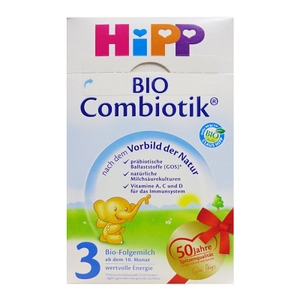 HiPP
BIO
Combiotik®
nach dem Vorbild der Natur
präbiotische
Ballaststoffe (GOS)*
natürliche
Milchsäurekulturen
Vitamine A, C und D
für das Immunsystem
BIO
3
Bio-Folgemilch
ab dem 10. Monat
wertvolle Energie
50 Jahre
Spitzenqualität